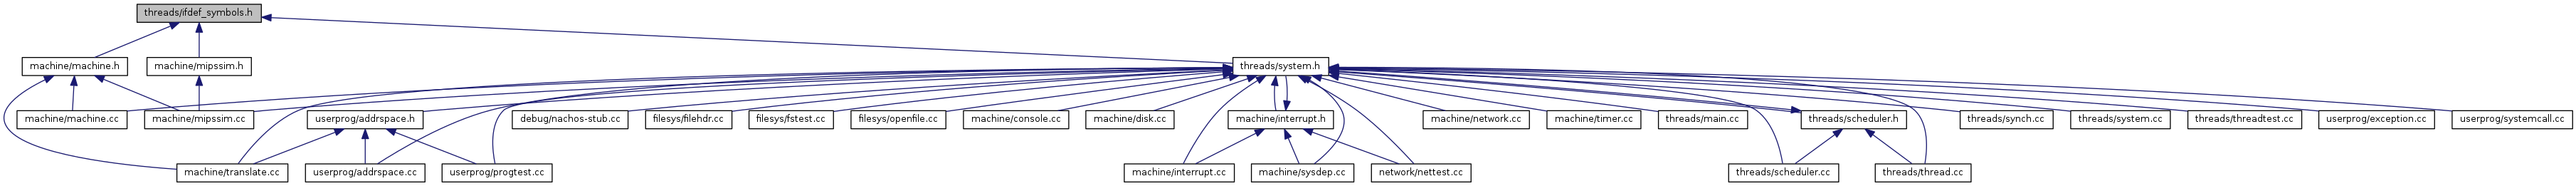 threads/ifdef_symbols.h
machine/machine.h
machine/mipssim.h
threads/system.h
machine/machine.cc
machine/mipssim.cc
userprog/addrspace.h
debug/nachos-stub.cc
filesys/filehdr.cc
filesys/fstest.cc
filesys/openfile.cc
machine/console.cc
machine/disk.cc
machine/interrupt.h
machine/network.cc
machine/timer.cc
threads/main.cc
threads/scheduler.h
threads/synch.cc
threads/system.cc
threads/threadtest.cc
userprog/exception.cc
userprog/systemcall.cc
machine/translate.cc
userprog/addrspace.cc
userprog/progtest.cc
machine/interrupt.cc
machine/sysdep.cc
network/nettest.cc
threads/scheduler.cc
threads/thread.cc